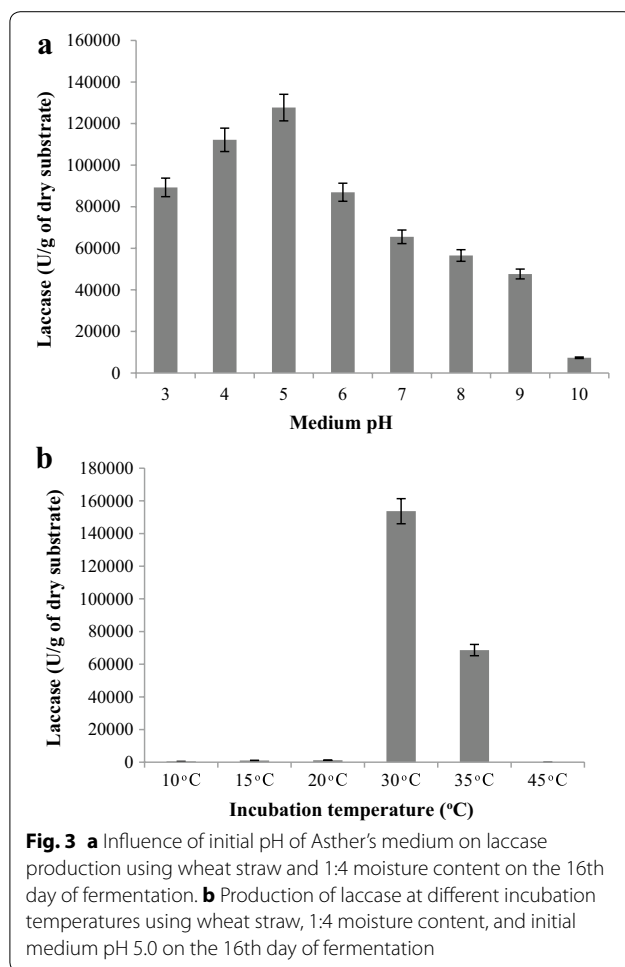 a
Laccase (U/g of dry substrate)
160000
140000
120000
100000
80000
60000
40000
20000
0
3 4 5 6 7 8 9 10
Medium pH
b
Laccase (U/g of dry substrate)
180000
160000
140000
120000
100000
80000
60000
40000
20000
0
10°C 15°C 20°C 30°C 35°C 45°C
Incubation temperature (°C)
Fig. 3 a Influence of initial pH of Asther’s medium on laccase
production using wheat straw and 1:4 moisture content on the 16th
day of fermentation. b Production of laccase at different incubation
temperatures using wheat straw, 1:4 moisture content, and initial
medium pH 5.0 on the 16th day of fermentation